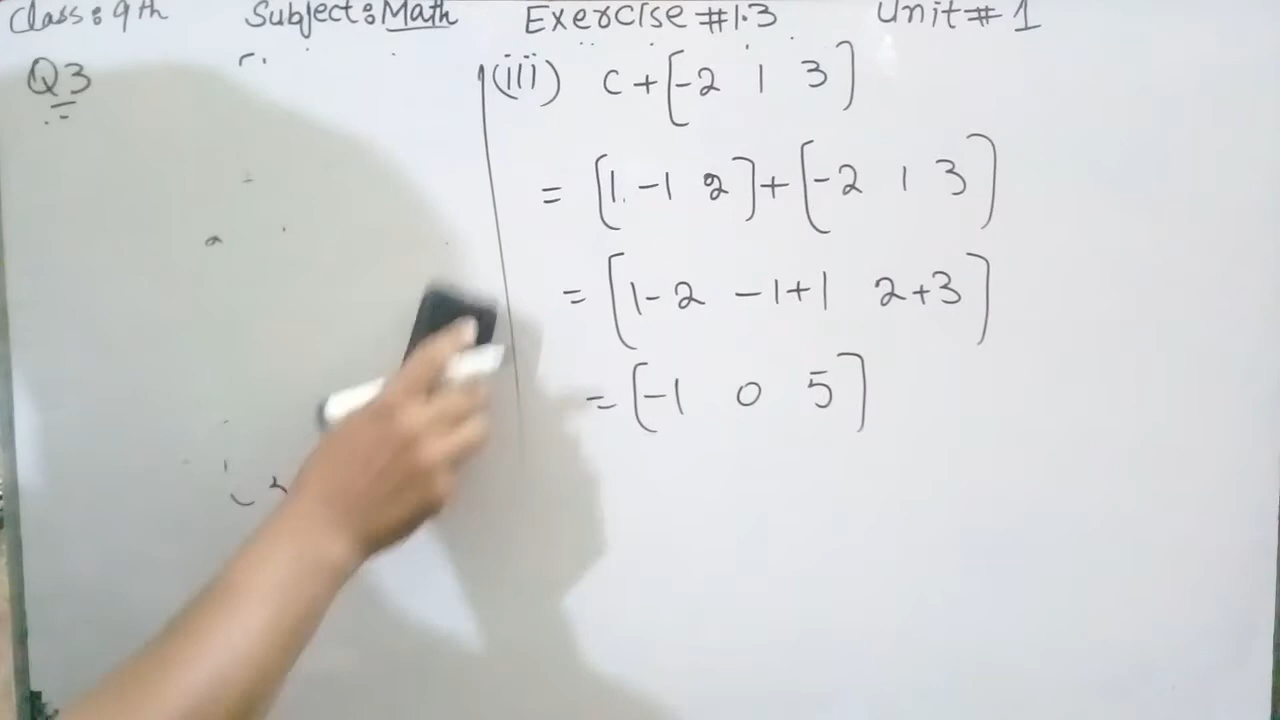 Class: 9th Subject: Math Exercise #1.3 Unit # 1
Q3
(iii) C + [-2 1 3]
= [1 -1 2] + [-2 1 3]
= [1-2 -1+1 2+3]
= [-1 0 5]